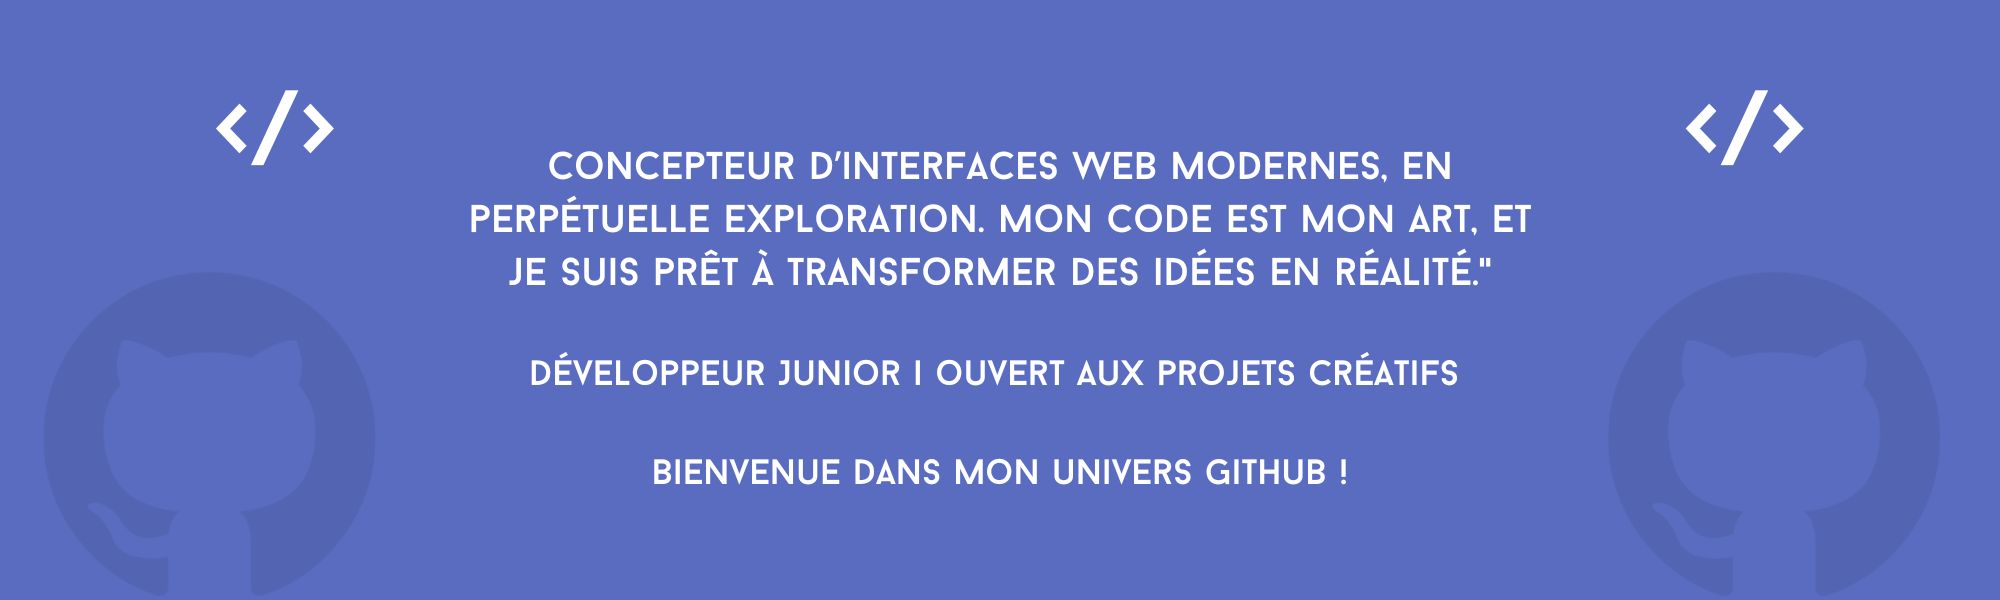 </>
</>
CONCEPTEUR D'INTERFACES WEB MODERNES, EN
PERPÉTUELLE EXPLORATION. MON CODE EST MON ART, ET
JE SUIS PRÊT À TRANSFORMER DES IDÉES EN RÉALITÉ."
DÉVELOPPEUR JUNIOR | OUVERT AUX PROJETS CRÉATIFS
BIENVENUE DANS MON UNIVERS GITHUB !